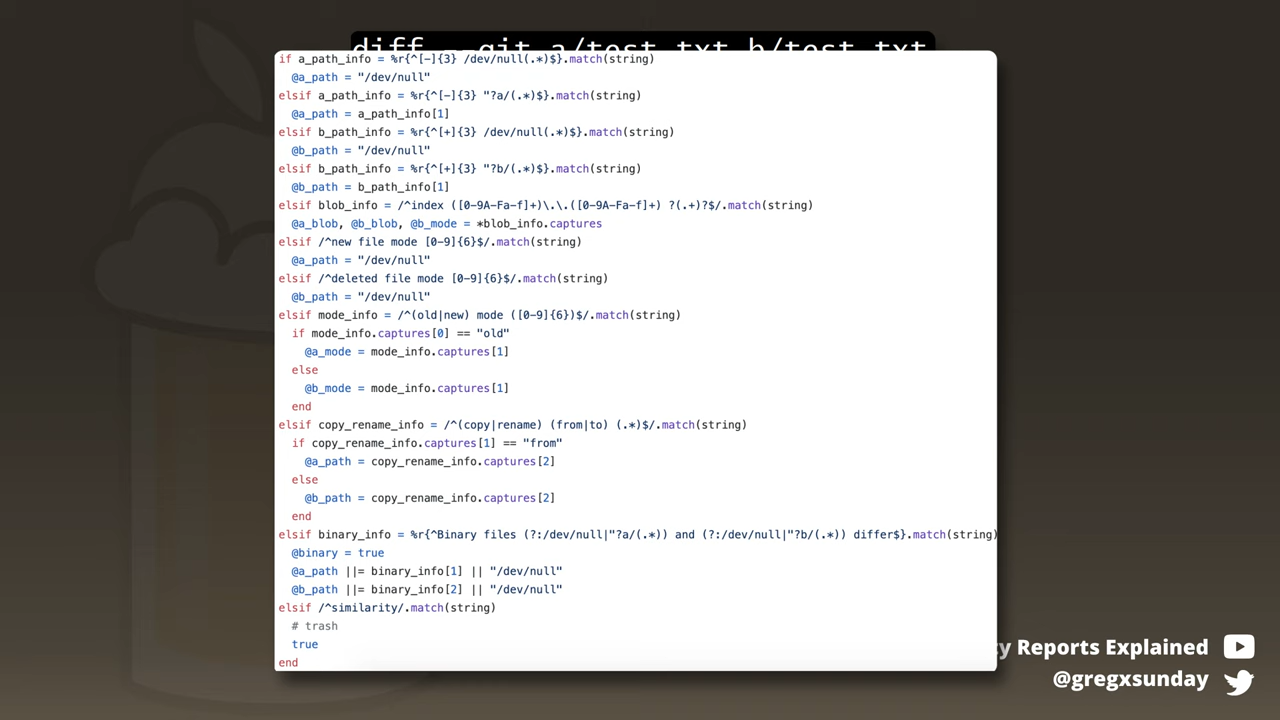 diff --git a/test.txt b/test.txt
if a_path_info = %r{^[-]{3} /dev/null(.*)$}.match(string)
  @a_path = "/dev/null"
elsif a_path_info = %r{^[-]{3} "?a/(.*)$}.match(string)
  @a_path = a_path_info[1]
elsif b_path_info = %r{^[+]{3} /dev/null(.*)$}.match(string)
  @b_path = "/dev/null"
elsif b_path_info = %r{^[+]{3} "?b/(.*)$}.match(string)
  @b_path = b_path_info[1]
elsif blob_info = /^index ([0-9A-Fa-f]+)\.\.([0-9A-Fa-f]+) ?(.+)?$/.match(string)
  @a_blob, @b_blob, @b_mode = *blob_info.captures
elsif /^new file mode [0-9]{6}$/.match(string)
  @a_path = "/dev/null"
elsif /^deleted file mode [0-9]{6}$/.match(string)
  @b_path = "/dev/null"
elsif mode_info = /^(old|new) mode ([0-9]{6})$/.match(string)
  if mode_info.captures[0] == "old"
    @a_mode = mode_info.captures[1]
  else
    @b_mode = mode_info.captures[1]
  end
elsif copy_rename_info = /^(copy|rename) (from|to) (.*)$/.match(string)
  if copy_rename_info.captures[1] == "from"
    @a_path = copy_rename_info.captures[2]
  else
    @b_path = copy_rename_info.captures[2]
  end
elsif binary_info = %r{^Binary files (?:/dev/null|"?a/(.*)) and (?:/dev/null|"?b/(.*)) differ$}.match(string)
  @binary = true
  @a_path ||= binary_info[1] || "/dev/null"
  @b_path ||= binary_info[2] || "/dev/null"
elsif /^similarity/.match(string)
  # trash
  true
end
y Reports Explained
@gregxsunday